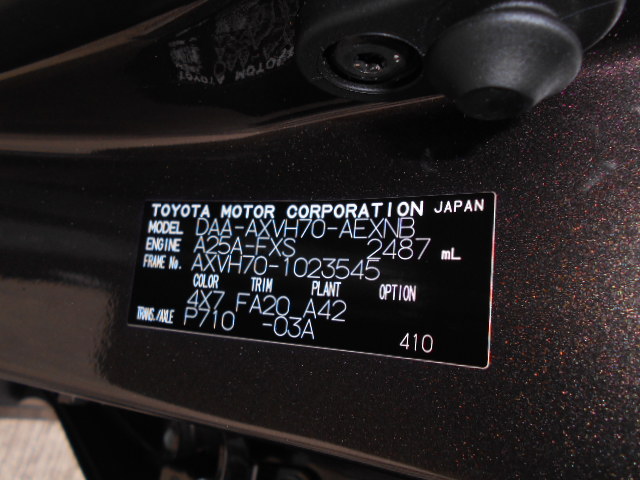 TOYOTA MOTOR CORPORATION JAPAN
MODEL DAA-AXVH70-AEXNB
ENGINE A25A-FXS 2487 mL
FRAME No. AXVH70-1023545
COLOR TRIM PLANT OPTION
4X7 FA20 A42
TRANS./AXLE P710 -03A
410